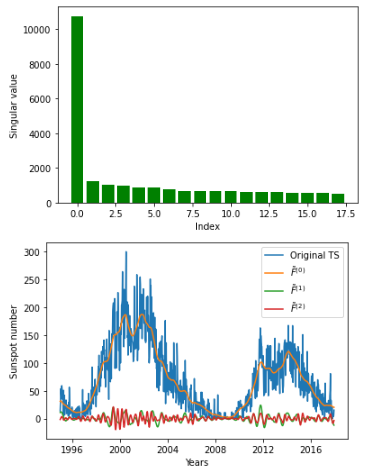 10000
8000
6000
4000
2000
0
Singular value
0.0 2.5 5.0 7.5 10.0 12.5 15.0 17.5
Index
300
250
200
150
100
50
0
Sunspot number
Original TS
F̃⁽⁰⁾
F̃⁽¹⁾
F̃⁽²⁾
1996 2000 2004 2008 2012 2016
Years